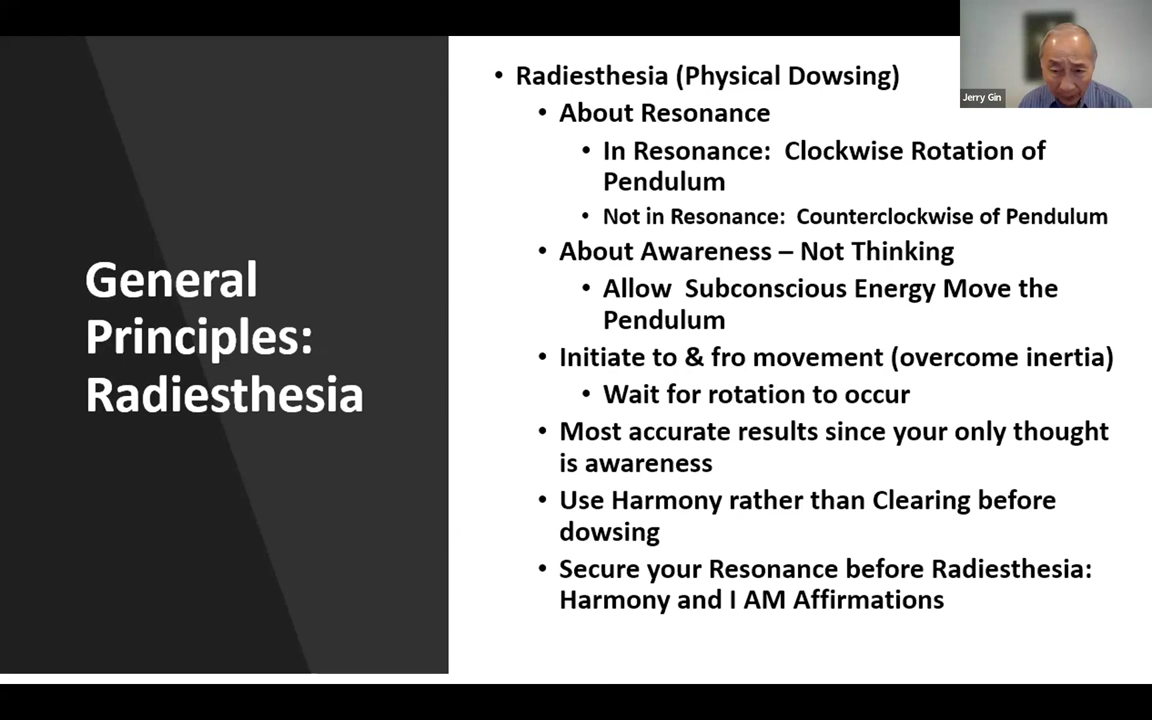 General
Principles:
Radiesthesia
• Radiesthesia (Physical Dowsing)
• About Resonance
• In Resonance:  Clockwise Rotation of
Pendulum
• Not in Resonance:  Counterclockwise of Pendulum
• About Awareness – Not Thinking
• Allow  Subconscious Energy Move the
Pendulum
• Initiate to & fro movement (overcome inertia)
• Wait for rotation to occur
• Most accurate results since your only thought
is awareness
• Use Harmony rather than Clearing before
dowsing
• Secure your Resonance before Radiesthesia:
Harmony and I AM Affirmations
Jerry Gin